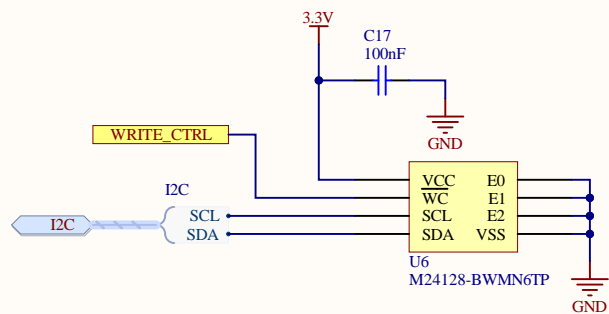 3.3V
C17
100nF
GND
WRITE_CTRL
I2C
I2C
SCL
SDA
VCC
WC
SCL
SDA
E0
E1
E2
VSS
U6
M24128-BWMN6TP
GND